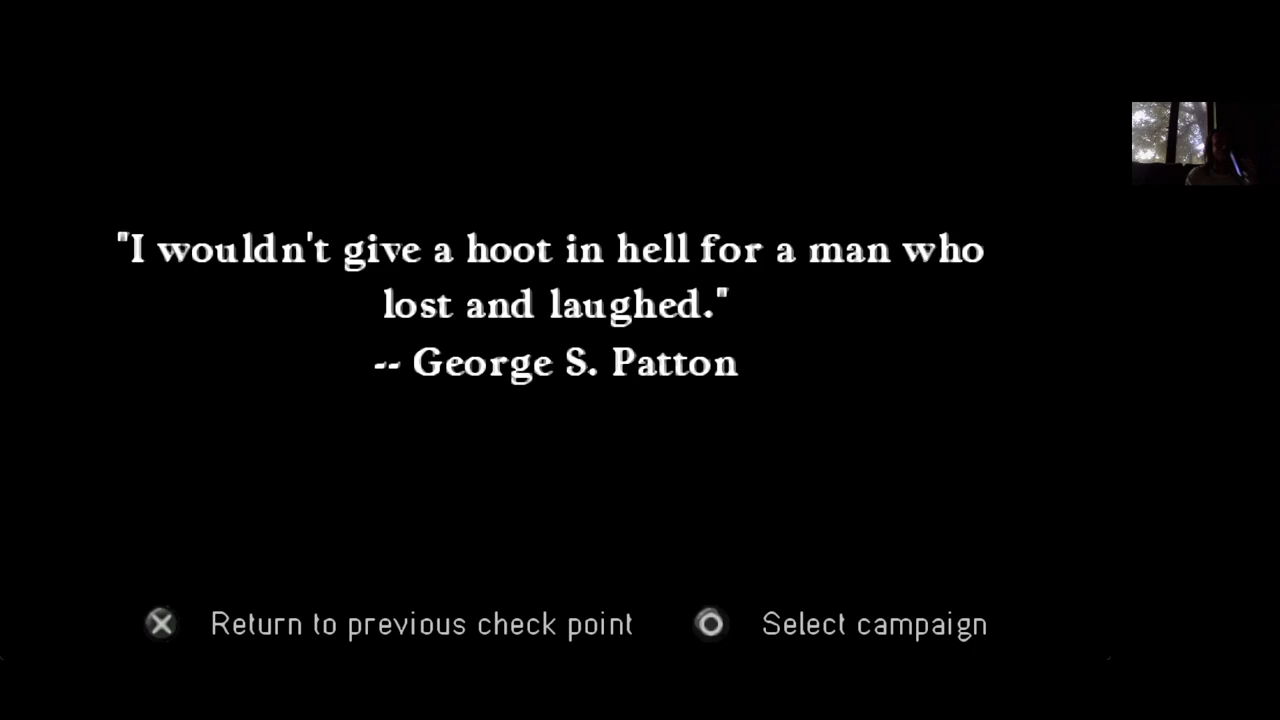 "I wouldn't give a hoot in hell for a man who
lost and laughed."
-- George S. Patton
Return to previous check point
Select campaign